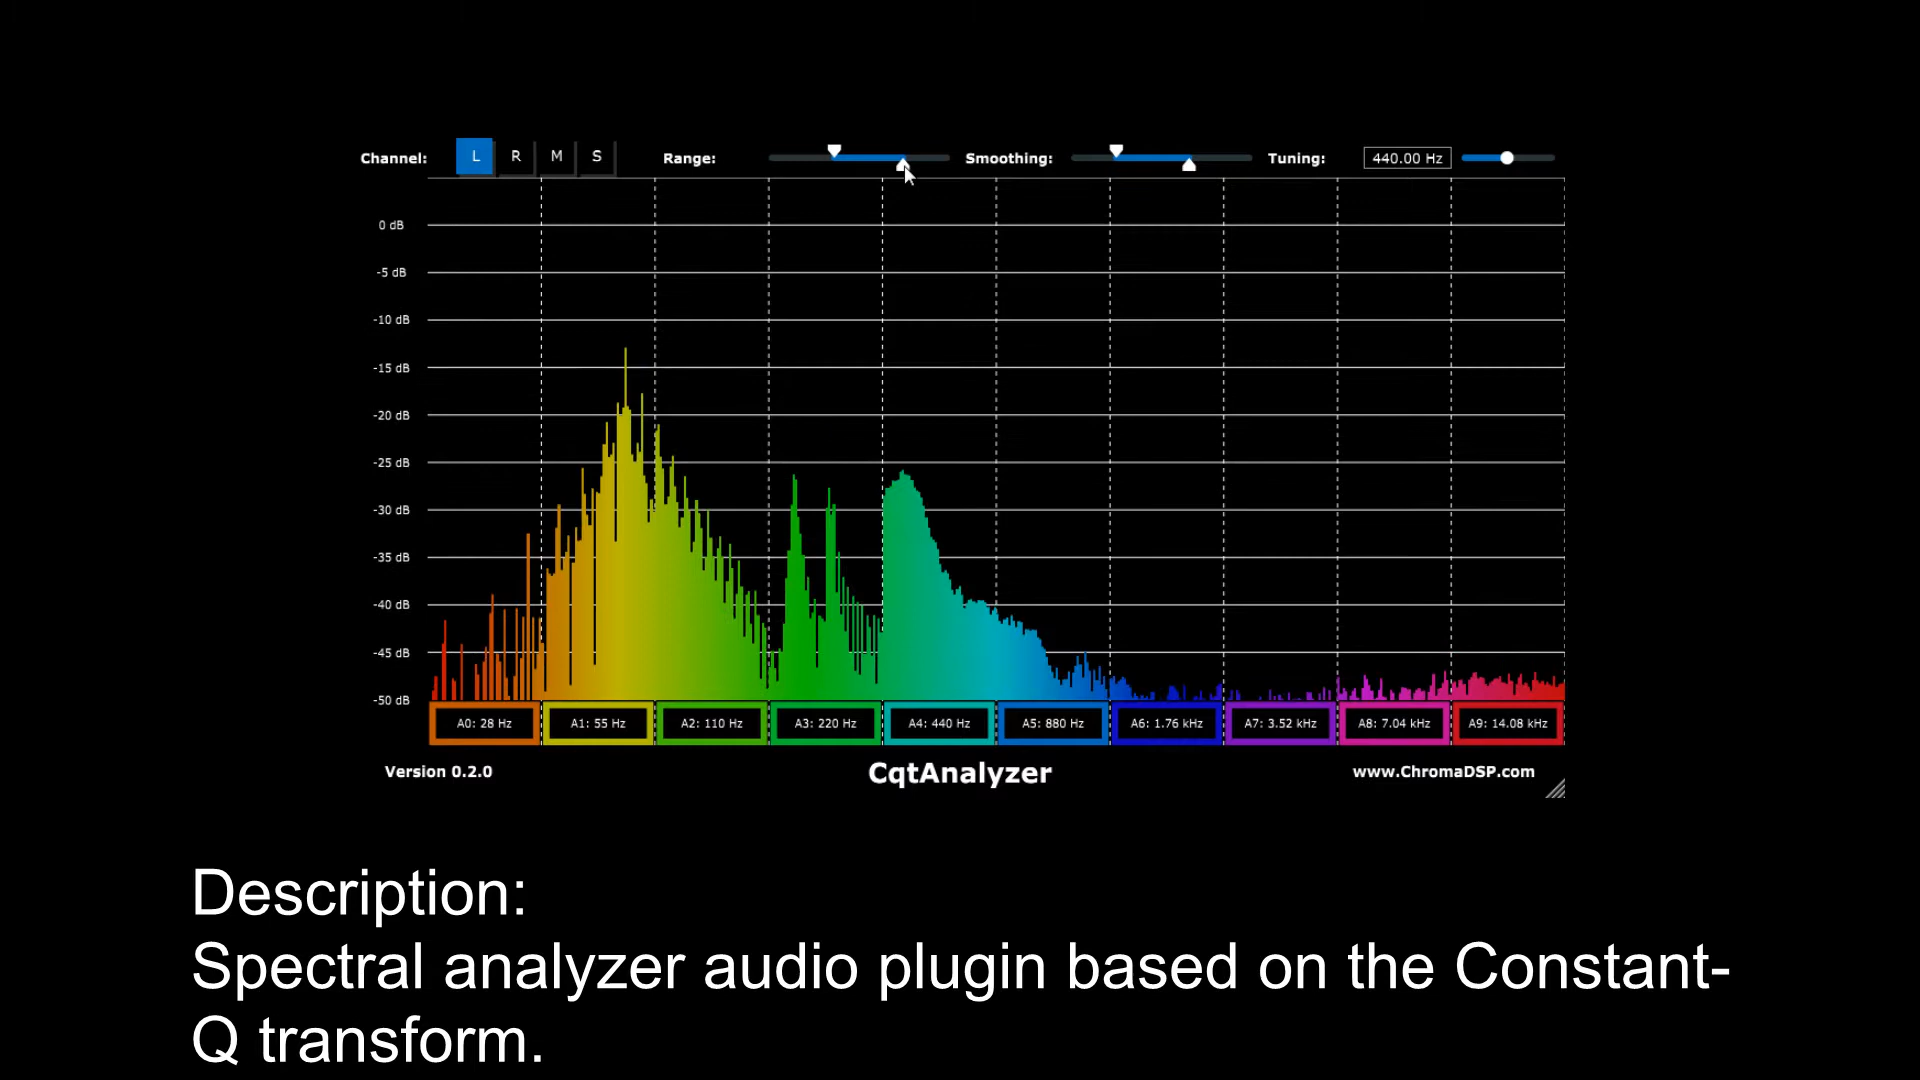 Channel: L R M S Range: Smoothing: Tuning: 440.00 Hz
0 dB
-5 dB
-10 dB
-15 dB
-20 dB
-25 dB
-30 dB
-35 dB
-40 dB
-45 dB
-50 dB
A0: 28 Hz A1: 55 Hz A2: 110 Hz A3: 220 Hz A4: 440 Hz A5: 880 Hz A6: 1.76 kHz A7: 3.52 kHz A8: 7.04 kHz A9: 14.08 kHz
Version 0.2.0 CqtAnalyzer www.ChromaDSP.com
Description:
Spectral analyzer audio plugin based on the Constant-
Q transform.